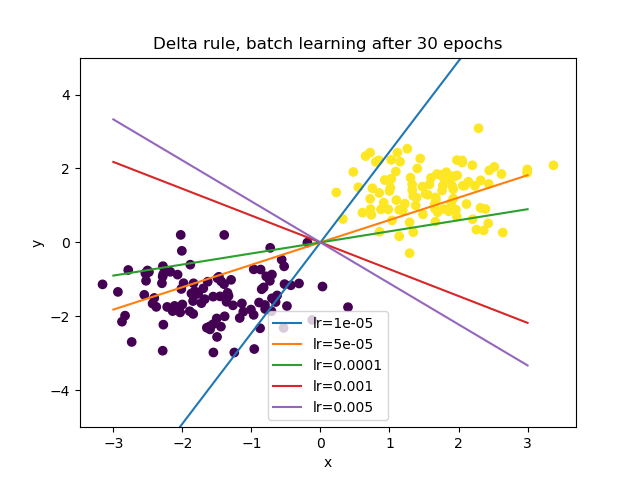 Delta rule, batch learning after 30 epochs
4
2
0
−2
−4
y
−3
−2
−1
0
1
2
3
x
lr=1e-05
lr=5e-05
lr=0.0001
lr=0.001
lr=0.005